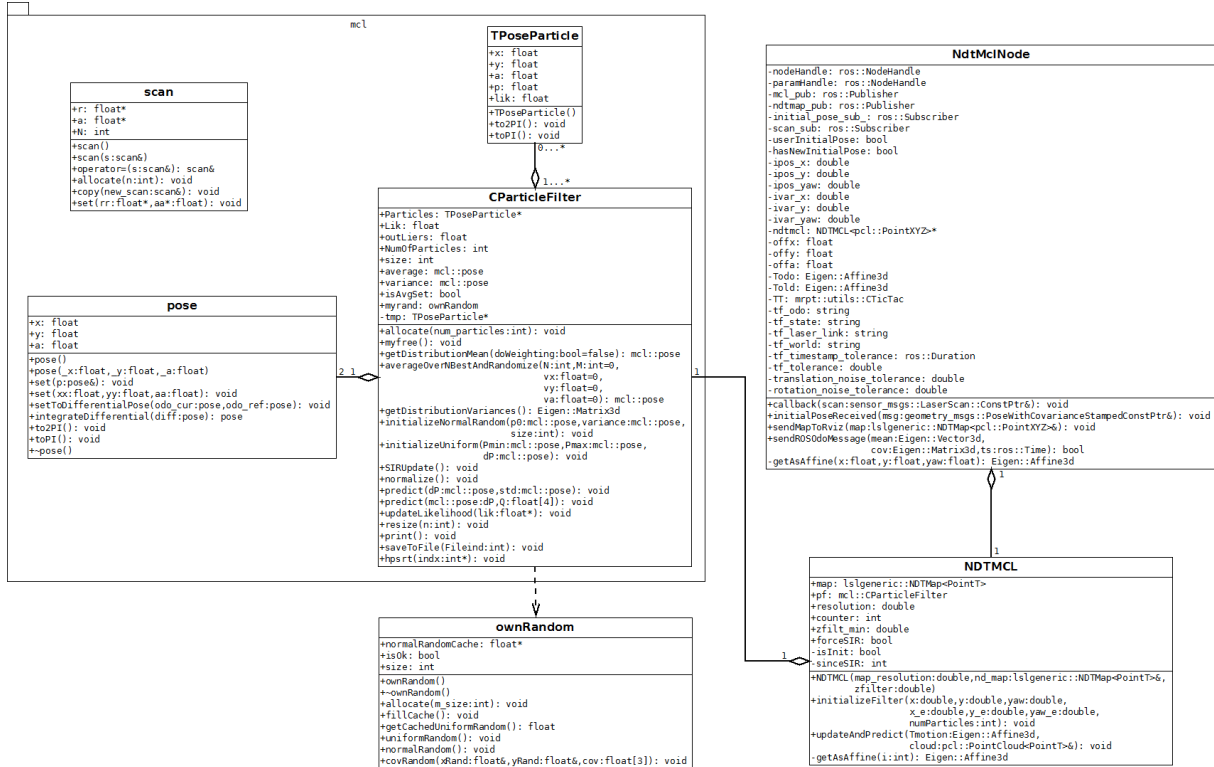 mcl
TPoseParticle
+x: float
+y: float
+a: float
+p: float
+lik: float
+TPoseParticle()
+to2PI(): void
+toPI(): void
0...*
1...*
scan
+r: float*
+a: float*
+N: int
+scan()
+scan(s:scan&)
+operator=(s:scan&): scan&
+allocate(n:int): void
+copy(new_scan:scan&): void
+set(rr:float*,aa*:float): void
CParticleFilter
+Particles: TPoseParticle*
+Lik: float
+outLiers: float
+NumOfParticles: int
+size: int
+average: mcl::pose
+variance: mcl::pose
+isAvgSet: bool
+myrand: ownRandom
-tmp: TPoseParticle*
+allocate(num_particles:int): void
+myfree(): void
+getDistributionMean(doWeighting:bool=false): mcl::pose
+averageOverNBestAndRandomize(N:int,M:int=0,
vx:float=0,
vy:float=0,
va:float=0): mcl::pose
+getDistributionVariances(): Eigen::Matrix3d
+initializeNormalRandom(p0:mcl::pose,variance:mcl::pose,
size:int): void
+initializeUniform(Pmin:mcl::pose,Pmax:mcl::pose,
dP:mcl::pose): void
+SIRUpdate(): void
+normalize(): void
+predict(dP:mcl::pose,std:mcl::pose): void
+predict(mcl::pose:dP,Q:float[4]): void
+updateLikelihood(lik:float*): void
+resize(n:int): void
+print(): void
+saveToFile(Fileind:int): void
+hpsrt(indx:int*): void
pose
+x: float
+y: float
+a: float
+pose()
+pose(_x:float,_y:float,_a:float)
+set(p:pose&): void
+set(xx:float,yy:float,aa:float): void
+setToDifferentialPose(odo_cur:pose,odo_ref:pose): void
+integrateDifferential(diff:pose): pose
+to2PI(): void
+toPI(): void
+~pose()
2 1
1
ownRandom
+normalRandomCache: float*
+isOk: bool
+size: int
+ownRandom()
+~ownRandom()
+allocate(m_size:int): void
+fillCache(): void
+getCachedUniformRandom(): float
+uniformRandom(): void
+normalRandom(): void
+covRandom(xRand:float&,yRand:float&,cov:float[3]): void
NdtMclNode
-nodeHandle: ros::NodeHandle
-paramHandle: ros::NodeHandle
-mcl_pub: ros::Publisher
-ndtmap_pub: ros::Publisher
-initial_pose_sub_: ros::Subscriber
-scan_sub: ros::Subscriber
-userInitialPose: bool
-hasNewInitialPose: bool
-ipos_x: double
-ipos_y: double
-ipos_yaw: double
-ivar_x: double
-ivar_y: double
-ivar_yaw: double
-ndtmcl: NDTMCL<pcl::PointXYZ>*
-offx: float
-offy: float
-offa: float
-Todo: Eigen::Affine3d
-Told: Eigen::Affine3d
-TT: mrpt::utils::CTicTac
-tf_odo: string
-tf_state: string
-tf_laser_link: string
-tf_world: string
-tf_timestamp_tolerance: ros::Duration
-tf_tolerance: double
-translation_noise_tolerance: double
-rotation_noise_tolerance: double
+callback(scan:sensor_msgs::LaserScan::ConstPtr&): void
+initialPoseReceived(msg:geometry_msgs::PoseWithCovarianceStampedConstPtr&): void
+sendMapToRviz(map:lslgeneric::NDTMap<pcl::PointXYZ>&): void
+sendROSOdoMessage(mean:Eigen::Vector3d,
cov:Eigen::Matrix3d,ts:ros::Time): bool
-getAsAffine(x:float,y:float,yaw:float): Eigen::Affine3d
1
1
NDTMCL
+map: lslgeneric::NDTMap<PointT>
+pf: mcl::CParticleFilter
+resolution: double
+counter: int
+zfilt_min: double
+forceSIR: bool
-isInit: bool
-sinceSIR: int
+NDTMCL(map_resolution:double,nd_map:lslgeneric::NDTMap<PointT>&,
zfilter:double)
+initializeFilter(x:double,y:double,yaw:double,
x_e:double,y_e:double,yaw_e:double,
numParticles:int): void
+updateAndPredict(Tmotion:Eigen::Affine3d,
cloud:pcl::PointCloud<PointT>&): void
-getAsAffine(i:int): Eigen::Affine3d
1